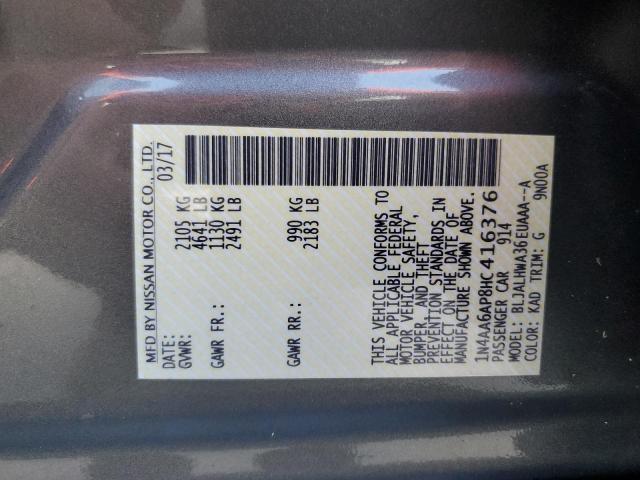 MFD BY NISSAN MOTOR CO., LTD.
DATE: 03/17
GVWR: 2105 KG
4641 LB
GAWR FR.: 1130 KG
2491 LB
GAWR RR.: 990 KG
2183 LB
THIS VEHICLE CONFORMS TO
ALL APPLICABLE FEDERAL
MOTOR VEHICLE SAFETY,
BUMPER, AND THEFT
PREVENTION STANDARDS IN
EFFECT ON THE DATE OF
MANUFACTURE SHOWN ABOVE.
1N4AA6AP8HC416376
PASSENGER CAR 914
MODEL: BLJALHWA36EUAAA--A
COLOR: KAD TRIM: G 9N00A